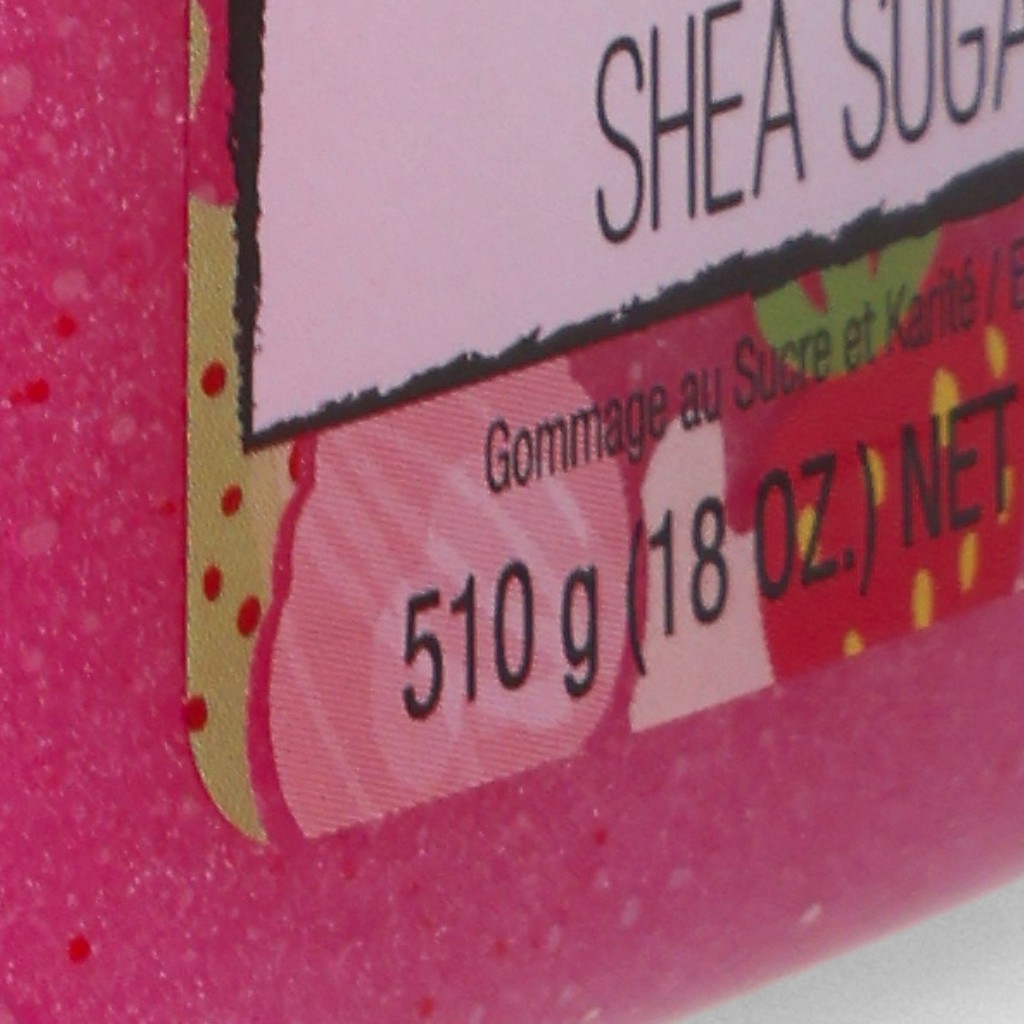 SHEA SUGA
Gommage au Sucre et Karité / E
510 g (18 OZ.) NET